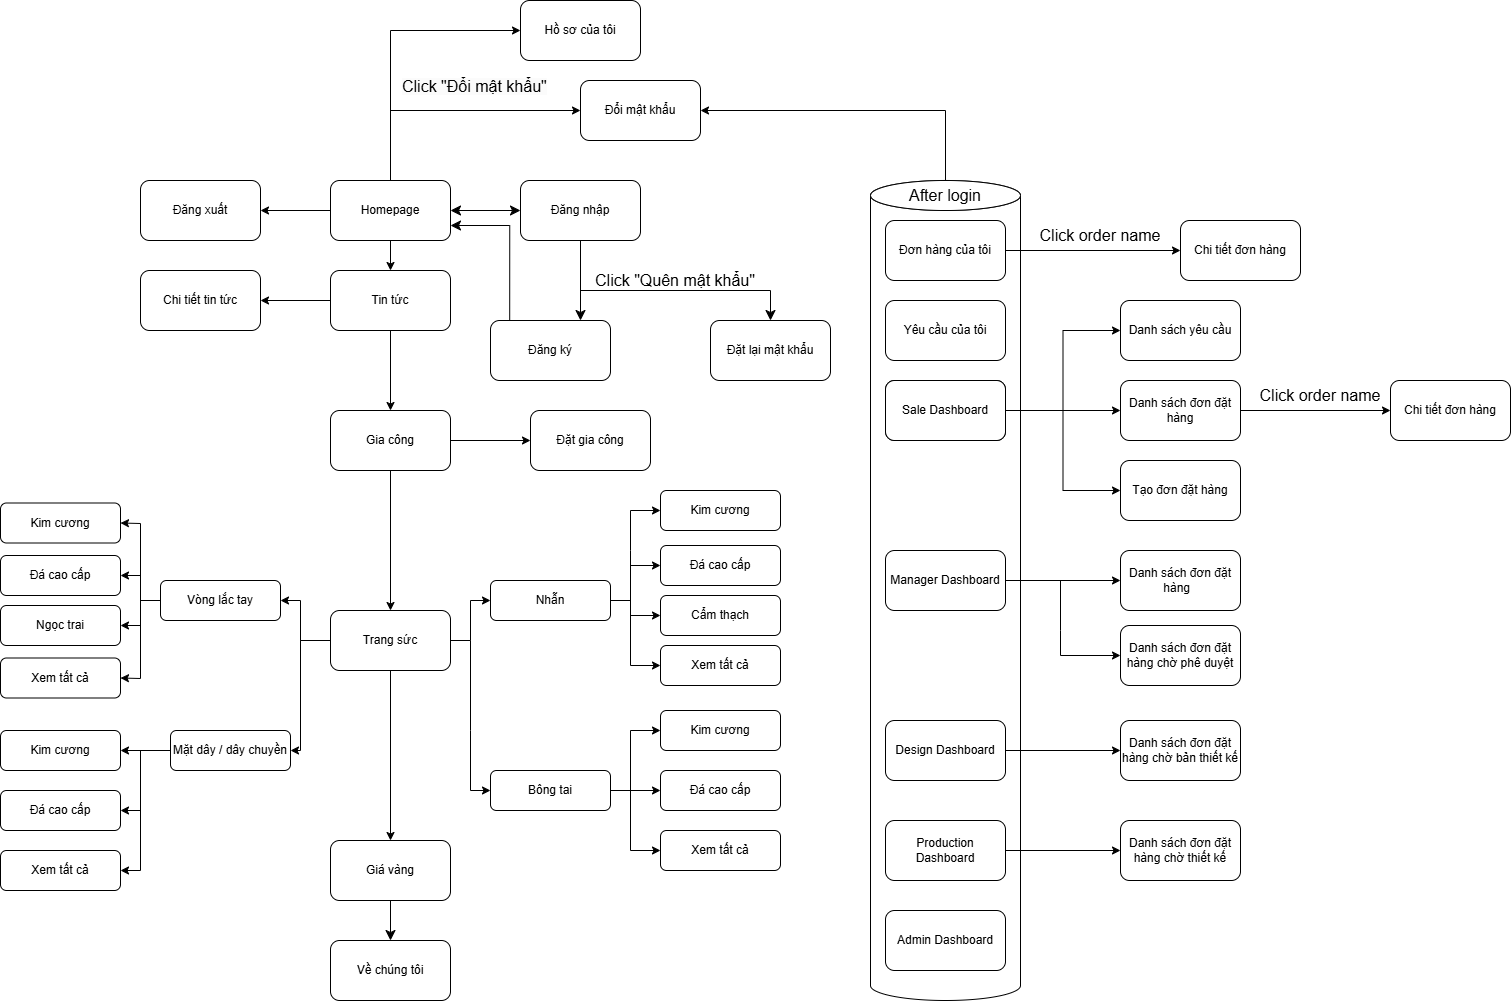 Hồ sơ của tôi
Click "Đổi mật khẩu"
Đổi mật khẩu
Đăng xuất
Homepage
Đăng nhập
After login
Đơn hàng của tôi
Click order name
Chi tiết đơn hàng
Chi tiết tin tức
Tin tức
Click "Quên mật khẩu"
Đăng ký
Đặt lại mật khẩu
Yêu cầu của tôi
Danh sách yêu cầu
Sale Dashboard
Danh sách đơn đặt
hàng
Click order name
Chi tiết đơn hàng
Gia công
Đặt gia công
Tạo đơn đặt hàng
Kim cương
Đá cao cấp
Ngọc trai
Xem tất cả
Vòng lắc tay
Trang sức
Nhẫn
Kim cương
Đá cao cấp
Cẩm thạch
Xem tất cả
Manager Dashboard
Danh sách đơn đặt
hàng
Danh sách đơn đặt
hàng chờ phê duyệt
Kim cương
Đá cao cấp
Xem tất cả
Mặt dây / dây chuyền
Bông tai
Kim cương
Đá cao cấp
Xem tất cả
Design Dashboard
Danh sách đơn đặt
hàng chờ bản thiết kế
Production
Dashboard
Danh sách đơn đặt
hàng chờ thiết kế
Giá vàng
Về chúng tôi
Admin Dashboard